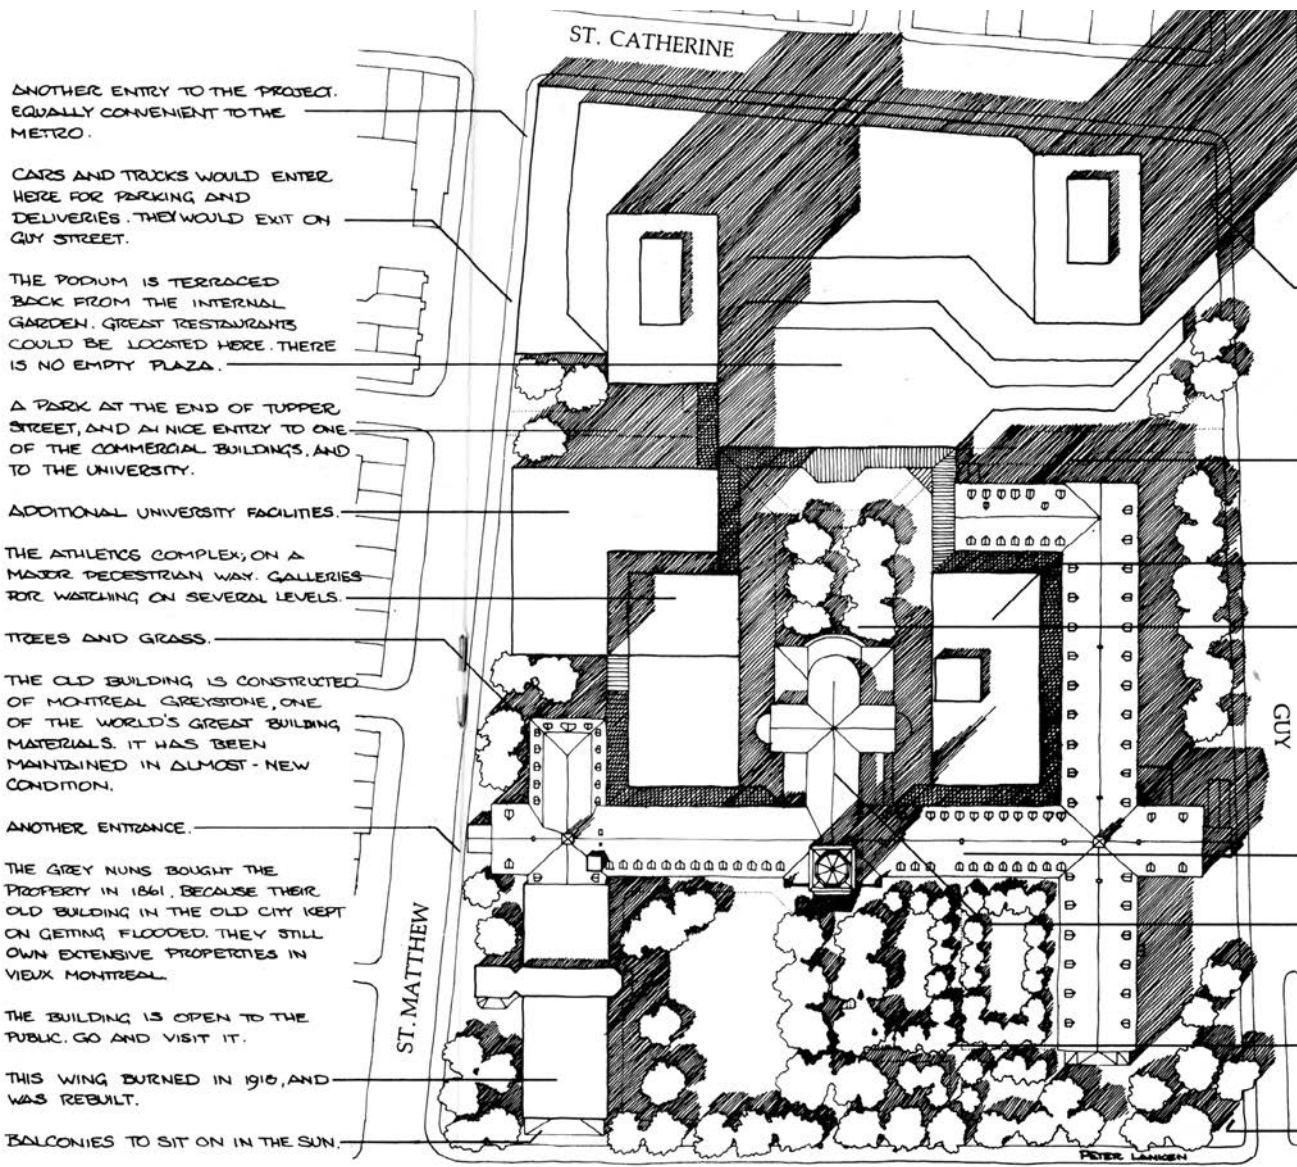 ST. CATHERINE
ANOTHER ENTRY TO THE PROJECT.
EQUALLY CONVENIENT TO THE
METRO.
CARS AND TRUCKS WOULD ENTER
HERE FOR PARKING AND
DELIVERIES. THEY WOULD EXIT ON
GUY STREET.
THE PODIUM IS TERRACED
BACK FROM THE INTERNAL
GARDEN. GREAT RESTAURANTS
COULD BE LOCATED HERE. THERE
IS NO EMPTY PLAZA.
A PARK AT THE END OF TUPPER
STREET, AND A NICE ENTRY TO ONE
OF THE COMMERCIAL BUILDINGS, AND
TO THE UNIVERSITY.
ADDITIONAL UNIVERSITY FACILITIES.
THE ATHLETICS COMPLEX; ON A
MAJOR PEDESTRIAN WAY. GALLERIES
FOR WATCHING ON SEVERAL LEVELS.
TREES AND GRASS.
THE OLD BUILDING IS CONSTRUCTED
OF MONTREAL GREYSTONE, ONE
OF THE WORLD'S GREAT BUILDING
MATERIALS. IT HAS BEEN
MAINTAINED IN ALMOST-NEW
CONDITION.
GUY
ANOTHER ENTRANCE.
THE GREY NUNS BOUGHT THE
PROPERTY IN 1861, BECAUSE THEIR
OLD BUILDING IN THE OLD CITY KEPT
ON GETTING FLOODED. THEY STILL
OWN EXTENSIVE PROPERTIES IN
VIEUX MONTREAL.
ST. MATTHEW
THE BUILDING IS OPEN TO THE
PUBLIC. GO AND VISIT IT.
THIS WING BURNED IN 1918, AND
WAS REBUILT.
BALCONIES TO SIT ON IN THE SUN.
PETER LANKEN